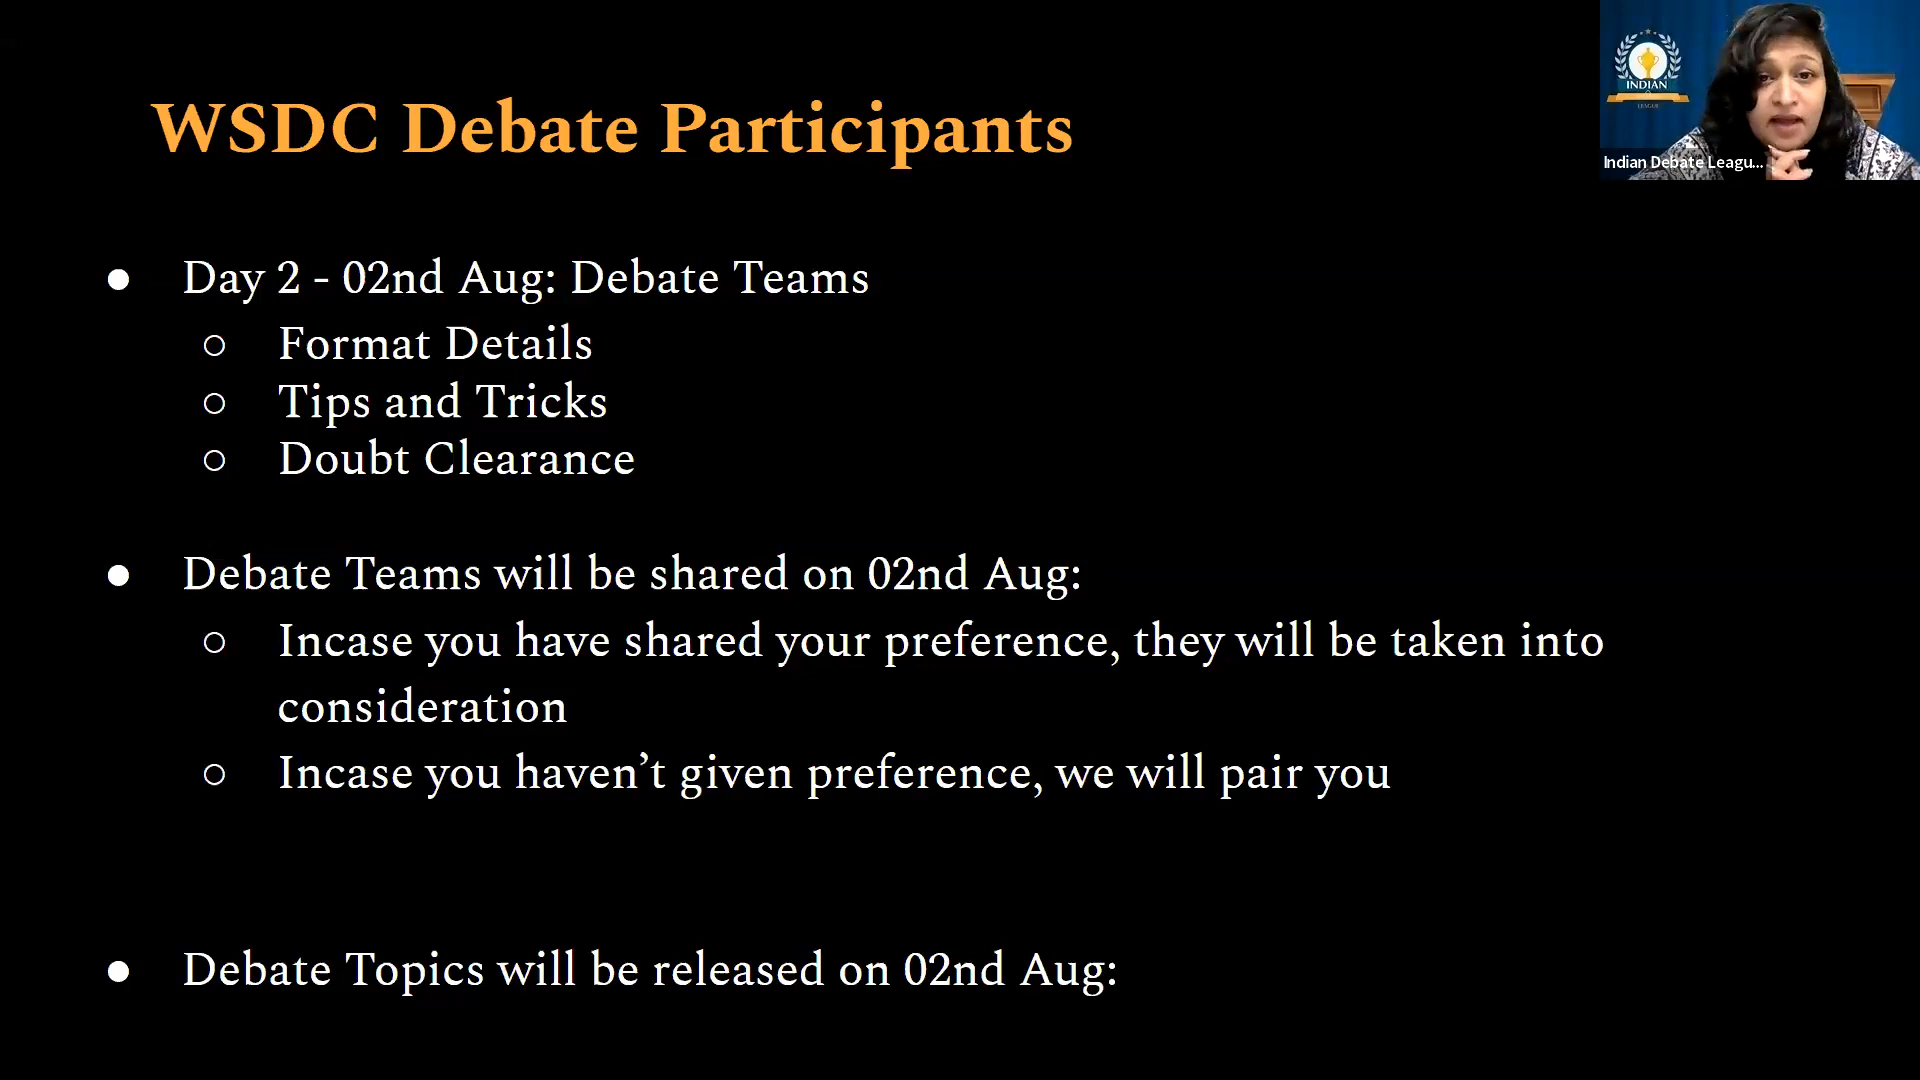 WSDC Debate Participants
INDIAN
LEAGUE
Indian Debate Leagu...
● Day 2 - 02nd Aug: Debate Teams
○ Format Details
○ Tips and Tricks
○ Doubt Clearance
● Debate Teams will be shared on 02nd Aug:
○ Incase you have shared your preference, they will be taken into
consideration
○ Incase you haven’t given preference, we will pair you
● Debate Topics will be released on 02nd Aug: